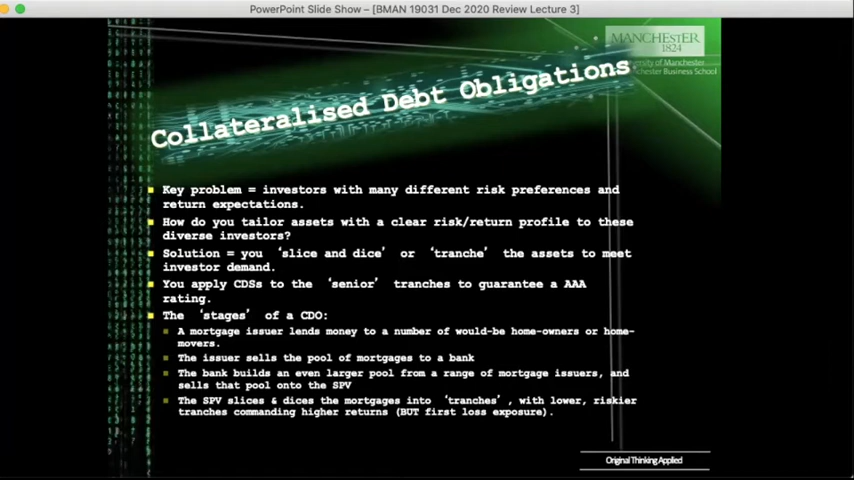 PowerPoint Slide Show – [BMAN 19031 Dec 2020 Review Lecture 3]
MANCHESTER
1824
University of Manchester
Manchester Business School
Collateralised Debt Obligations
Key problem = investors with many different risk preferences and
return expectations.
How do you tailor assets with a clear risk/return profile to these
diverse investors?
Solution = you ‘slice and dice’ or ‘tranche’ the assets to meet
investor demand.
You apply CDSs to the ‘senior’ tranches to guarantee a AAA
rating.
The ‘stages’ of a CDO:
A mortgage issuer lends money to a number of would-be home-owners or home-
movers.
The issuer sells the pool of mortgages to a bank
The bank builds an even larger pool from a range of mortgage issuers, and
sells that pool onto the SPV
The SPV slices & dices the mortgages into ‘tranches’, with lower, riskier
tranches commanding higher returns (BUT first loss exposure).
Original Thinking Applied